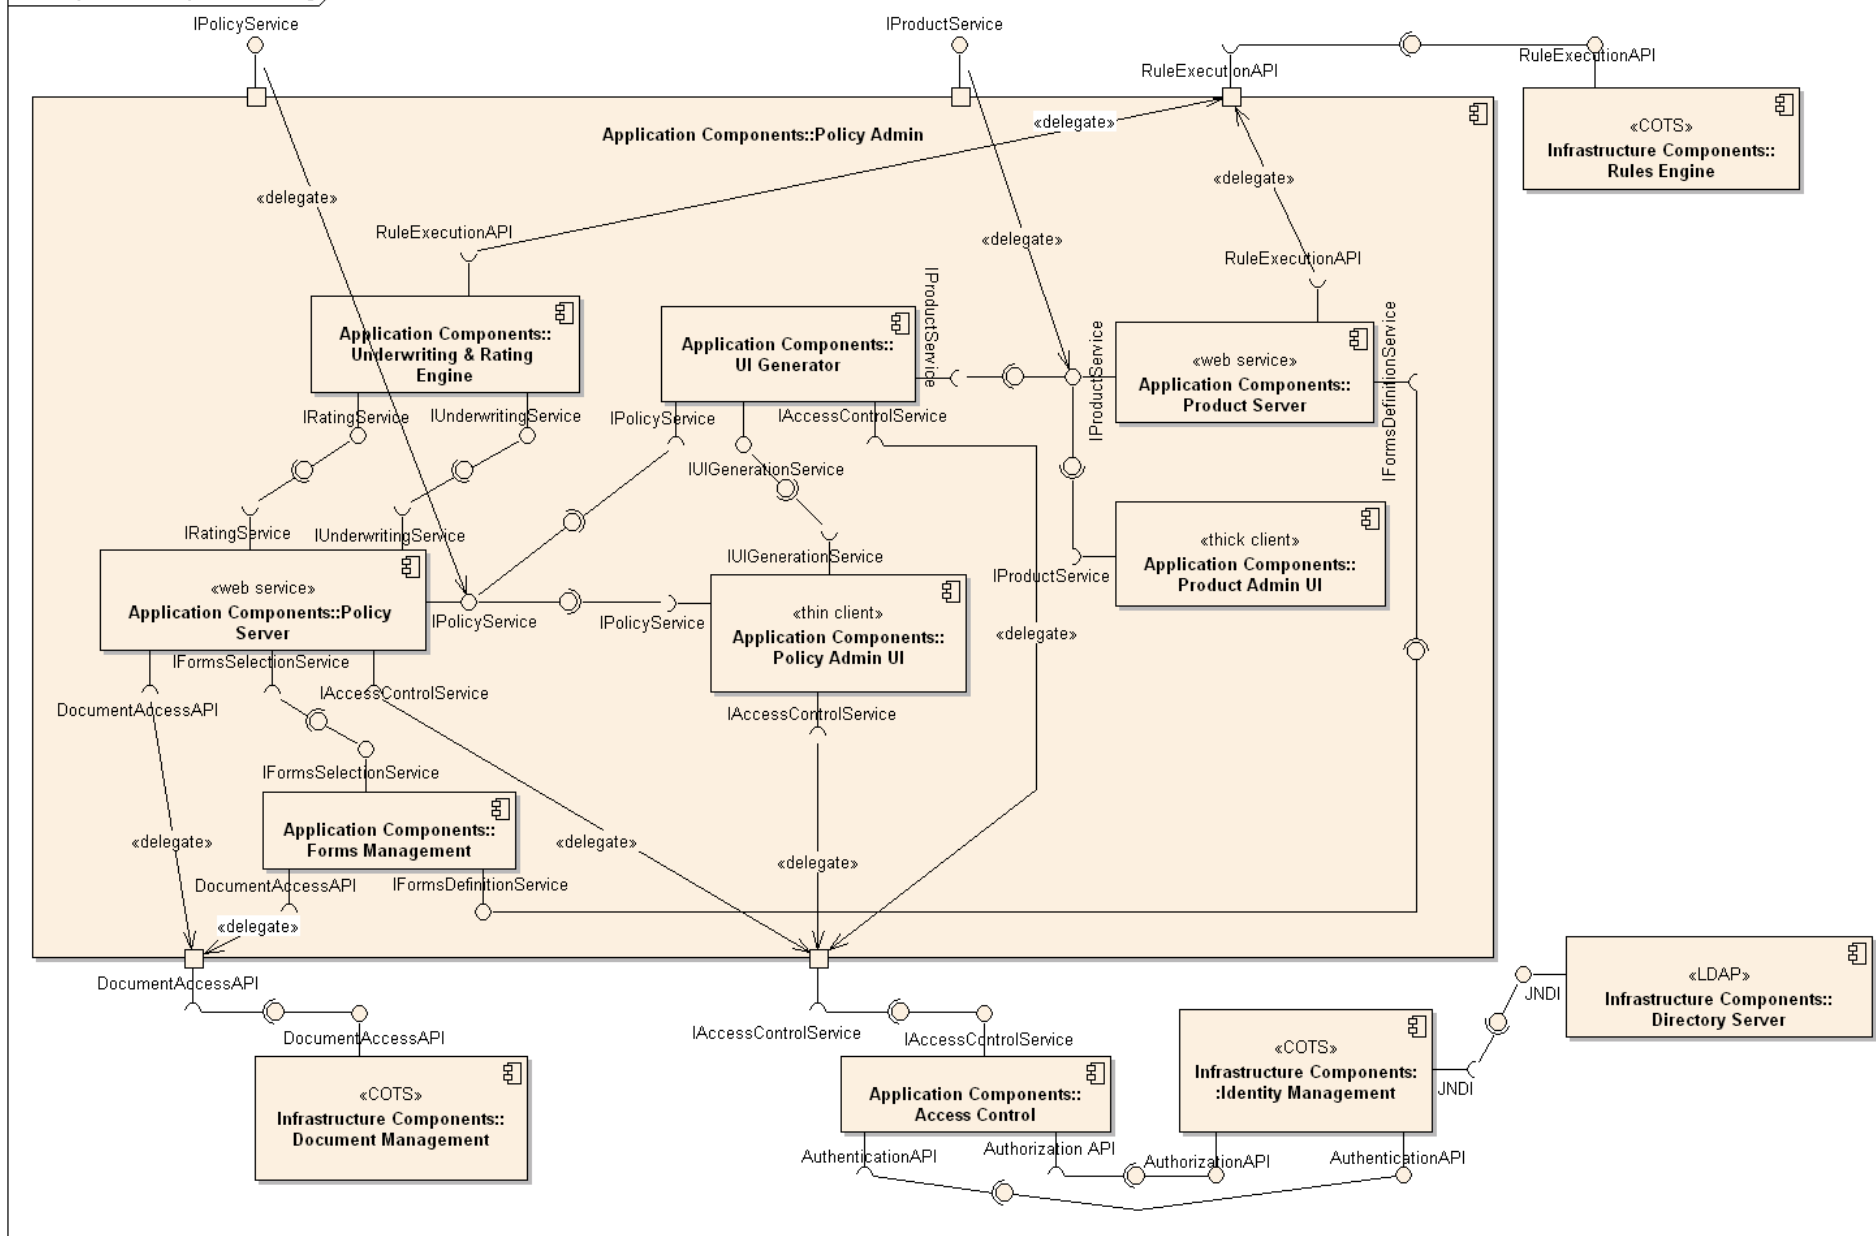 IPolicyService
IProductService
RuleExecutionAPI
RuleExecutionAPI
«COTS»
Infrastructure Components::
Rules Engine
Application Components::Policy Admin
«delegate»
«delegate»
«delegate»
«delegate»
RuleExecutionAPI
RuleExecutionAPI
Application Components::
Underwriting & Rating
Engine
Application Components::
UI Generator
IProductService
IProductService
«web service»
Application Components::
Product Server
IFormsDefinitionService
IRatingService
IUnderwritingService
IPolicyService
IAccessControlService
IUIGenerationService
IRatingService
IUnderwritingService
IUIGenerationService
IProductService
«thick client»
Application Components::
Product Admin UI
«web service»
Application Components::Policy
Server
IPolicyService
IPolicyService
«thin client»
Application Components::
Policy Admin UI
«delegate»
IFormsSelectionService
IAccessControlService
DocumentAccessAPI
IAccessControlService
IFormsSelectionService
Application Components::
Forms Management
«delegate»
«delegate»
«delegate»
DocumentAccessAPI
IFormsDefinitionService
«delegate»
DocumentAccessAPI
DocumentAccessAPI
«COTS»
Infrastructure Components::
Document Management
IAccessControlService
IAccessControlService
Application Components::
Access Control
AuthenticationAPI
Authorization API
«COTS»
Infrastructure Components:
:Identity Management
AuthorizationAPI
AuthenticationAPI
JNDI
JNDI
«LDAP»
Infrastructure Components::
Directory Server